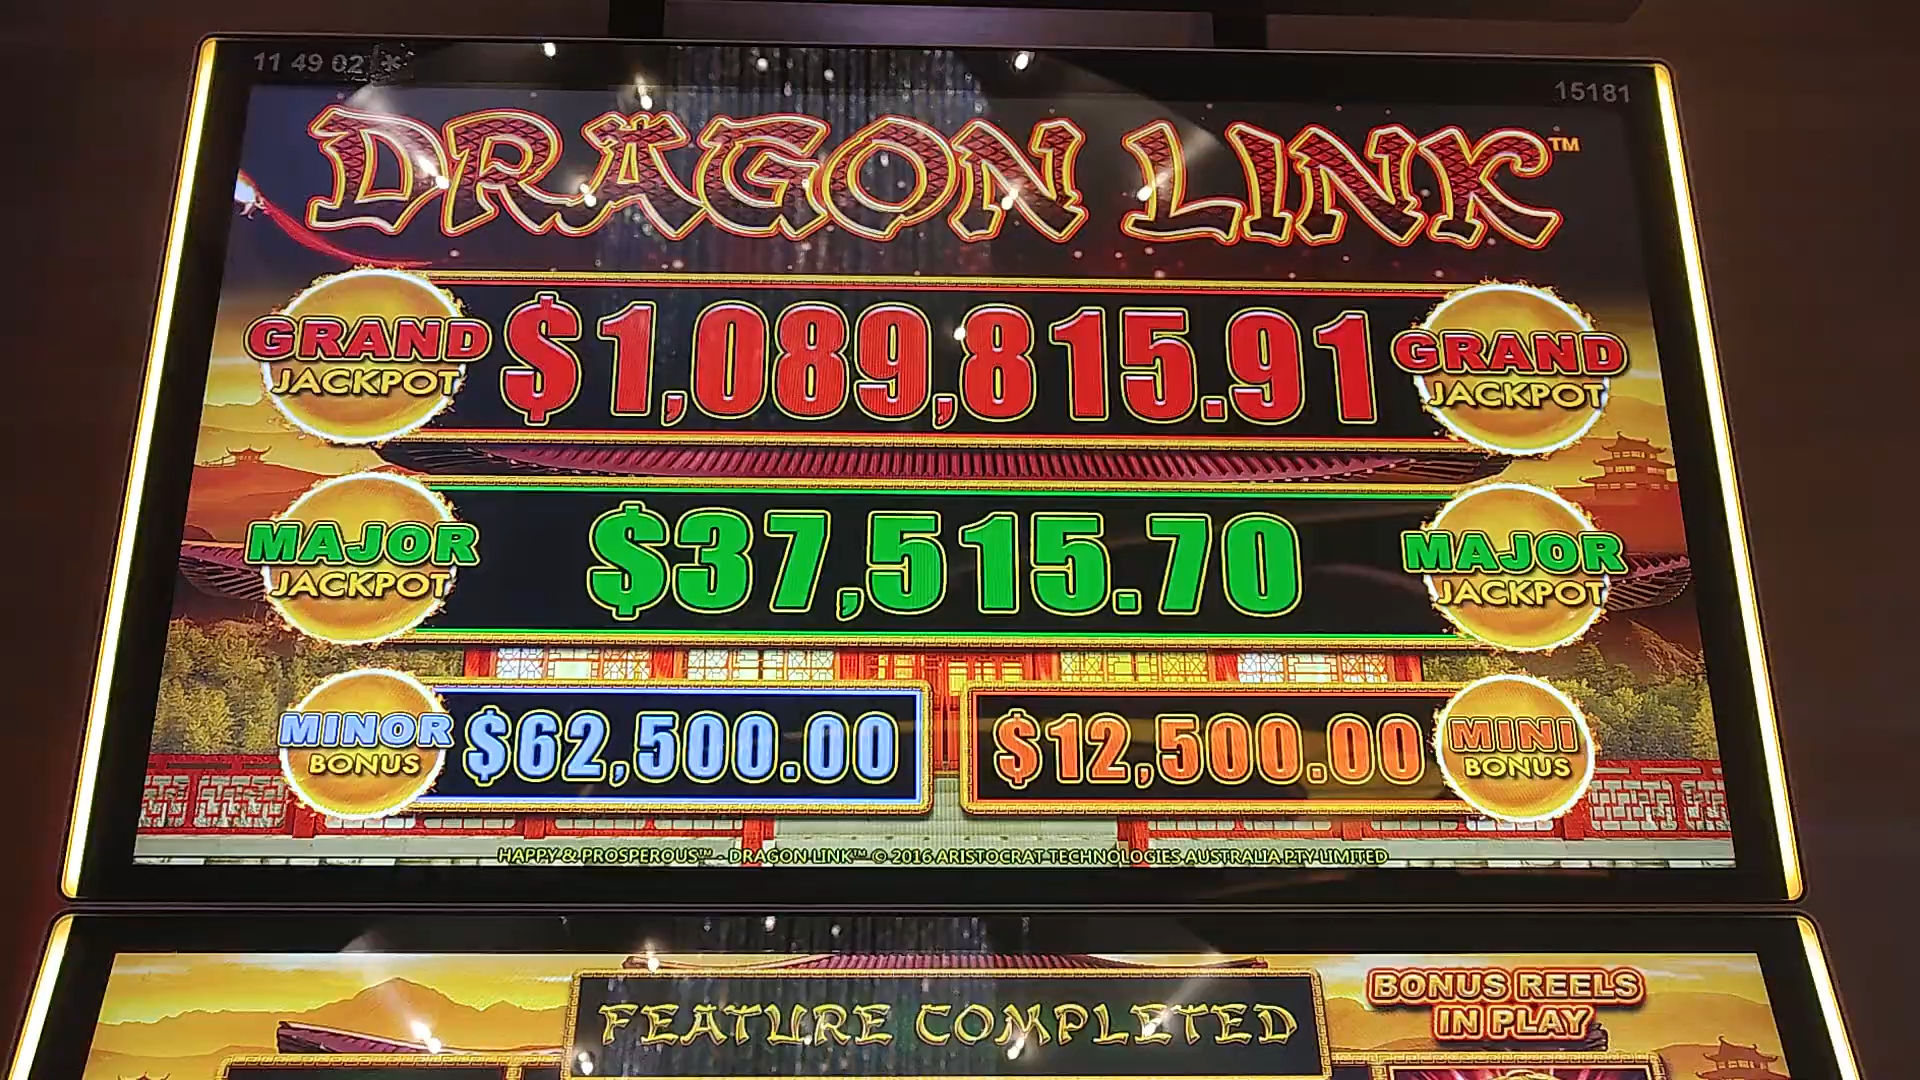 11 49 02 *
15181
DRAGON LINK™
GRAND JACKPOT
$1,089,815.91
GRAND JACKPOT
MAJOR JACKPOT
$37,515.70
MAJOR JACKPOT
MINOR BONUS
$62,500.00
$12,500.00
MINI BONUS
HAPPY & PROSPEROUS™ - DRAGON LINK™ © 2016 ARISTOCRAT TECHNOLOGIES AUSTRALIA PTY LIMITED
FEATURE COMPLETED
BONUS REELS
IN PLAY